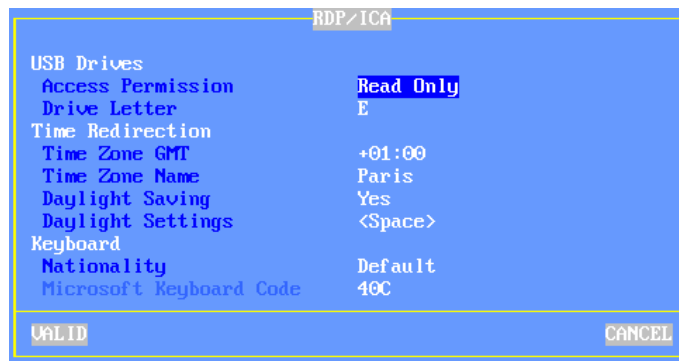 RDP/ICA
USB Drives
Access Permission Read Only
Drive Letter E
Time Redirection
Time Zone GMT +01:00
Time Zone Name Paris
Daylight Saving Yes
Daylight Settings <Space>
Keyboard
Nationality Default
Microsoft Keyboard Code 40C
VALID CANCEL